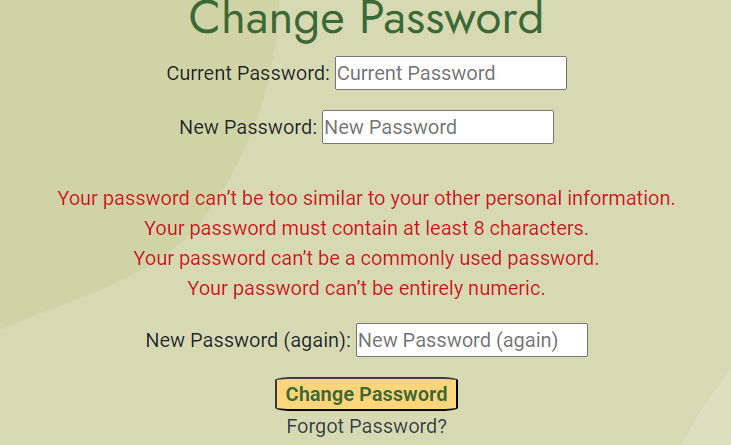 Change Password
Current Password: Current Password
New Password: New Password
Your password can’t be too similar to your other personal information.
Your password must contain at least 8 characters.
Your password can’t be a commonly used password.
Your password can’t be entirely numeric.
New Password (again): New Password (again)
Change Password
Forgot Password?